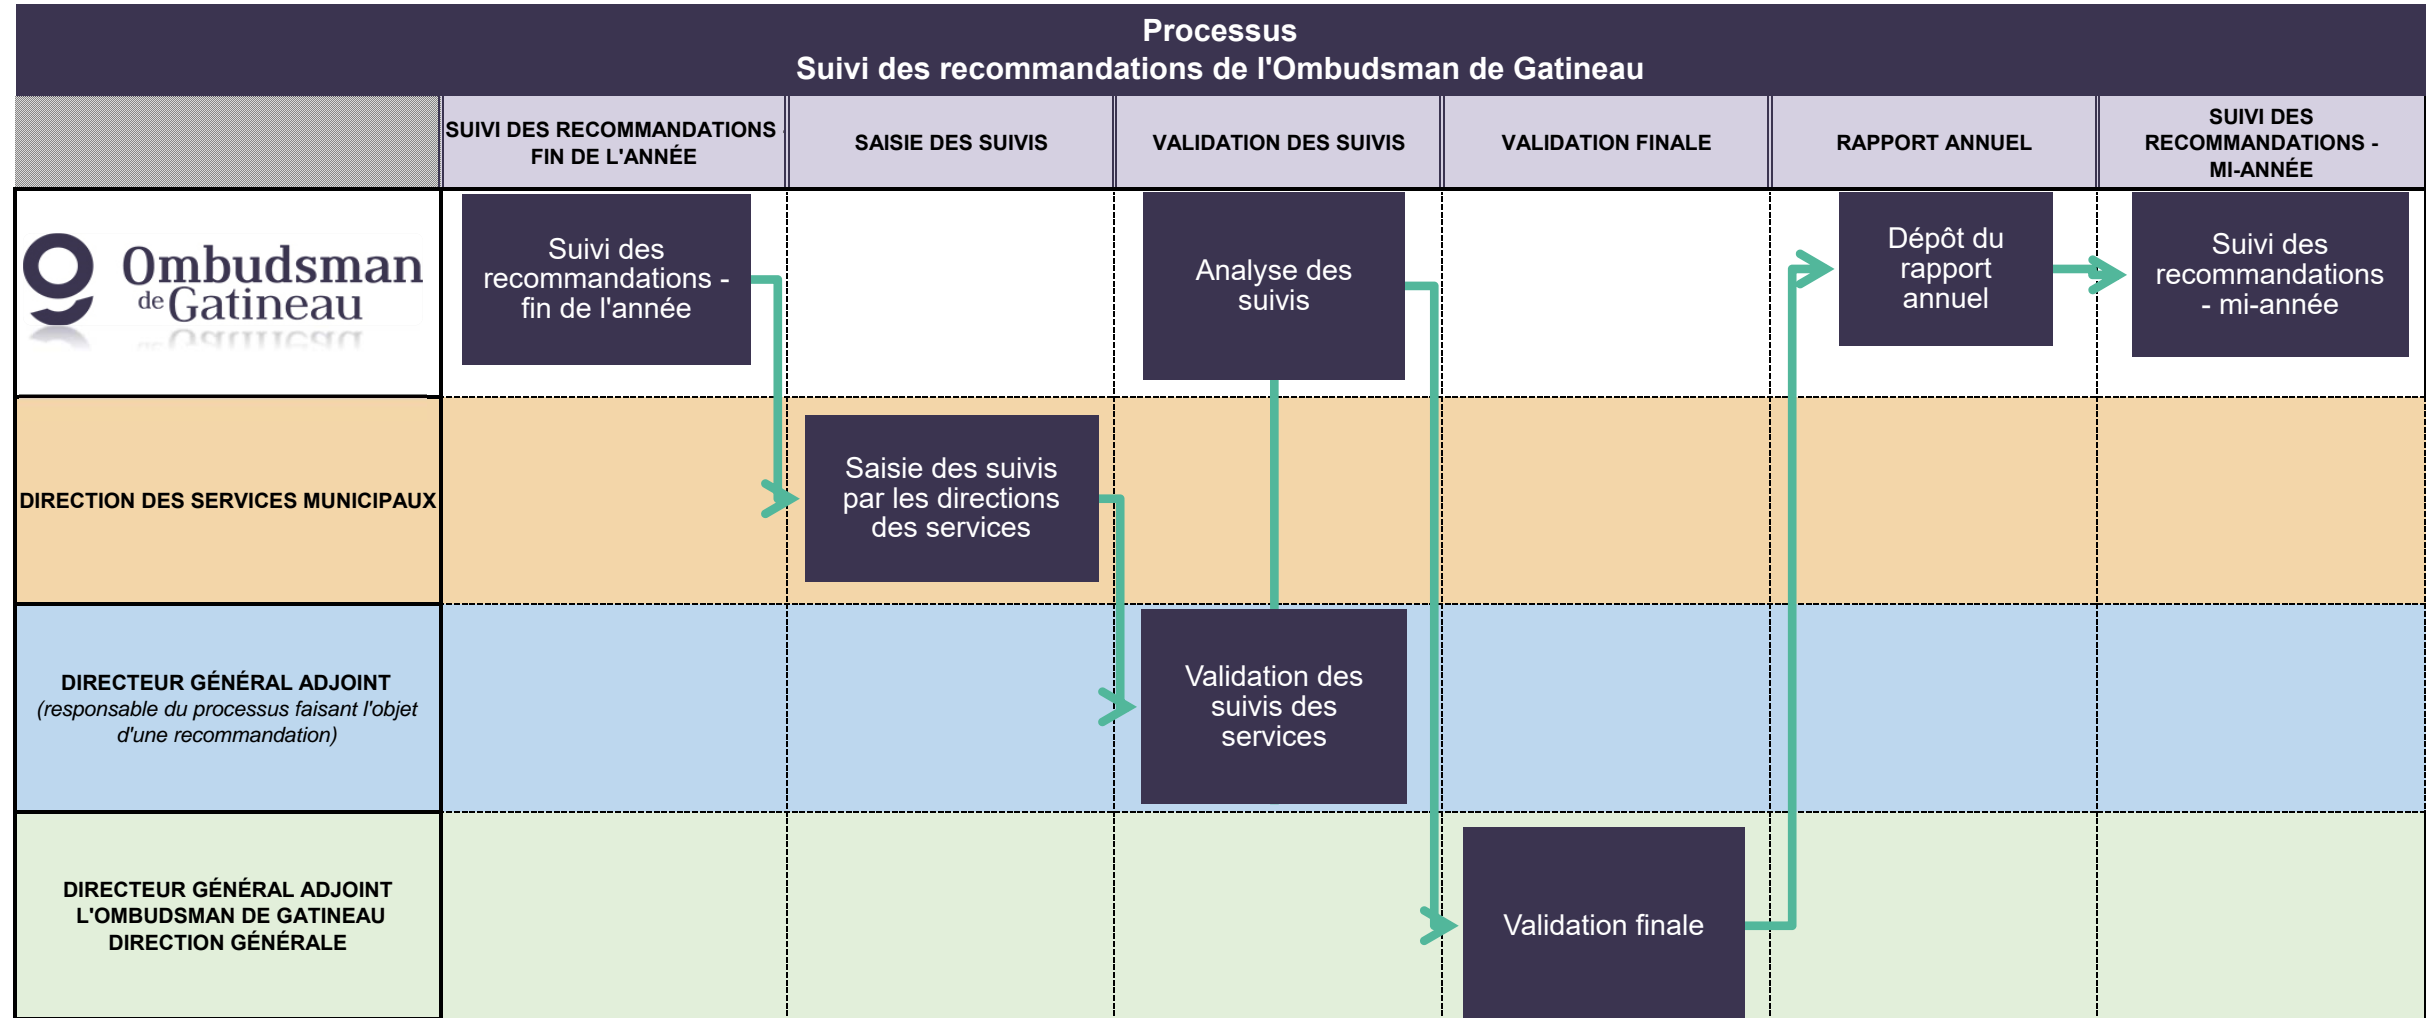 Processus
Suivi des recommandations de l'Ombudsman de Gatineau
SUIVI DES RECOMMANDATIONS -
FIN DE L'ANNÉE
SAISIE DES SUIVIS
VALIDATION DES SUIVIS
VALIDATION FINALE
RAPPORT ANNUEL
SUIVI DES
RECOMMANDATIONS -
MI-ANNÉE
Ombudsman
de Gatineau
Suivi des
recommandations -
fin de l'année
Analyse des
suivis
Dépôt du
rapport
annuel
Suivi des
recommandations
- mi-année
DIRECTION DES SERVICES MUNICIPAUX
Saisie des suivis
par les directions
des services
DIRECTEUR GÉNÉRAL ADJOINT
(responsable du processus faisant l'objet
d'une recommandation)
Validation des
suivis des
services
DIRECTEUR GÉNÉRAL ADJOINT
L'OMBUDSMAN DE GATINEAU
DIRECTION GÉNÉRALE
Validation finale